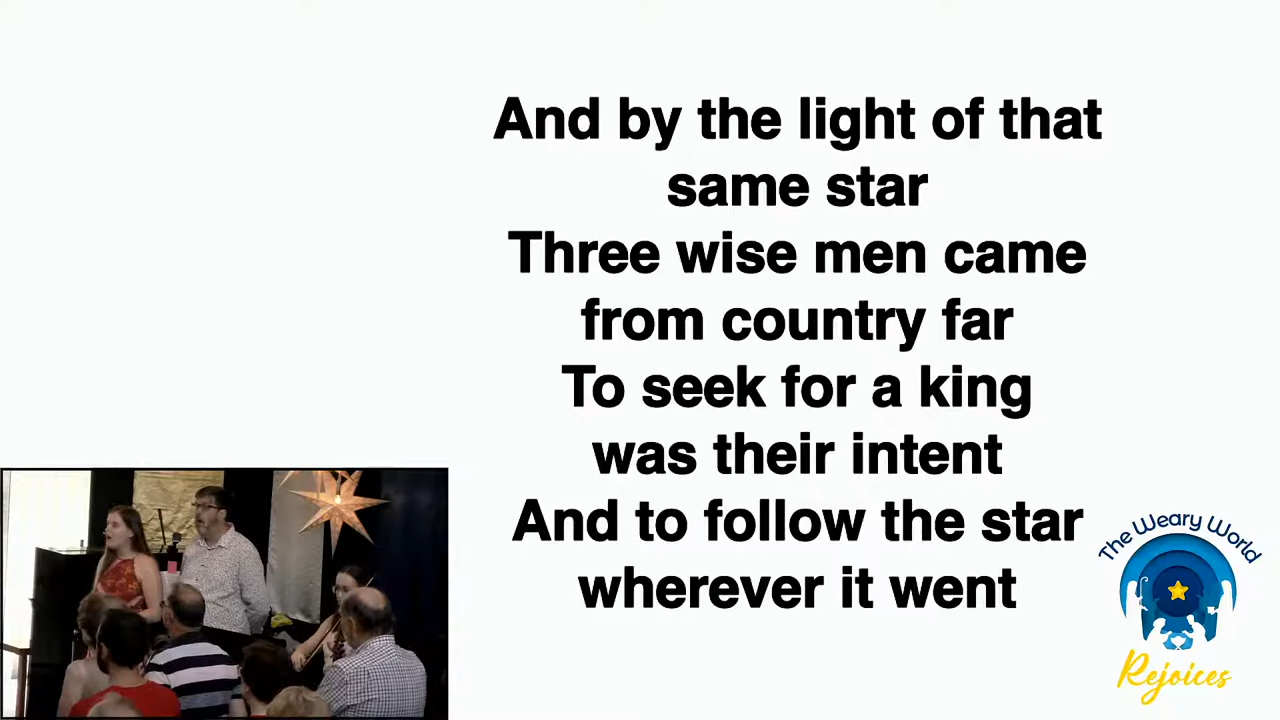 And by the light of that
same star
Three wise men came
from country far
To seek for a king
was their intent
And to follow the star
wherever it went
The Weary World
Rejoices